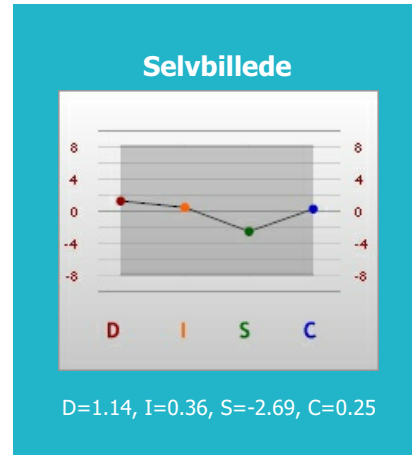 Selvbillede
8 8
4 4
0 0
-4 -4
-8 -8
D I S C
D=1.14, I=0.36, S=-2.69, C=0.25